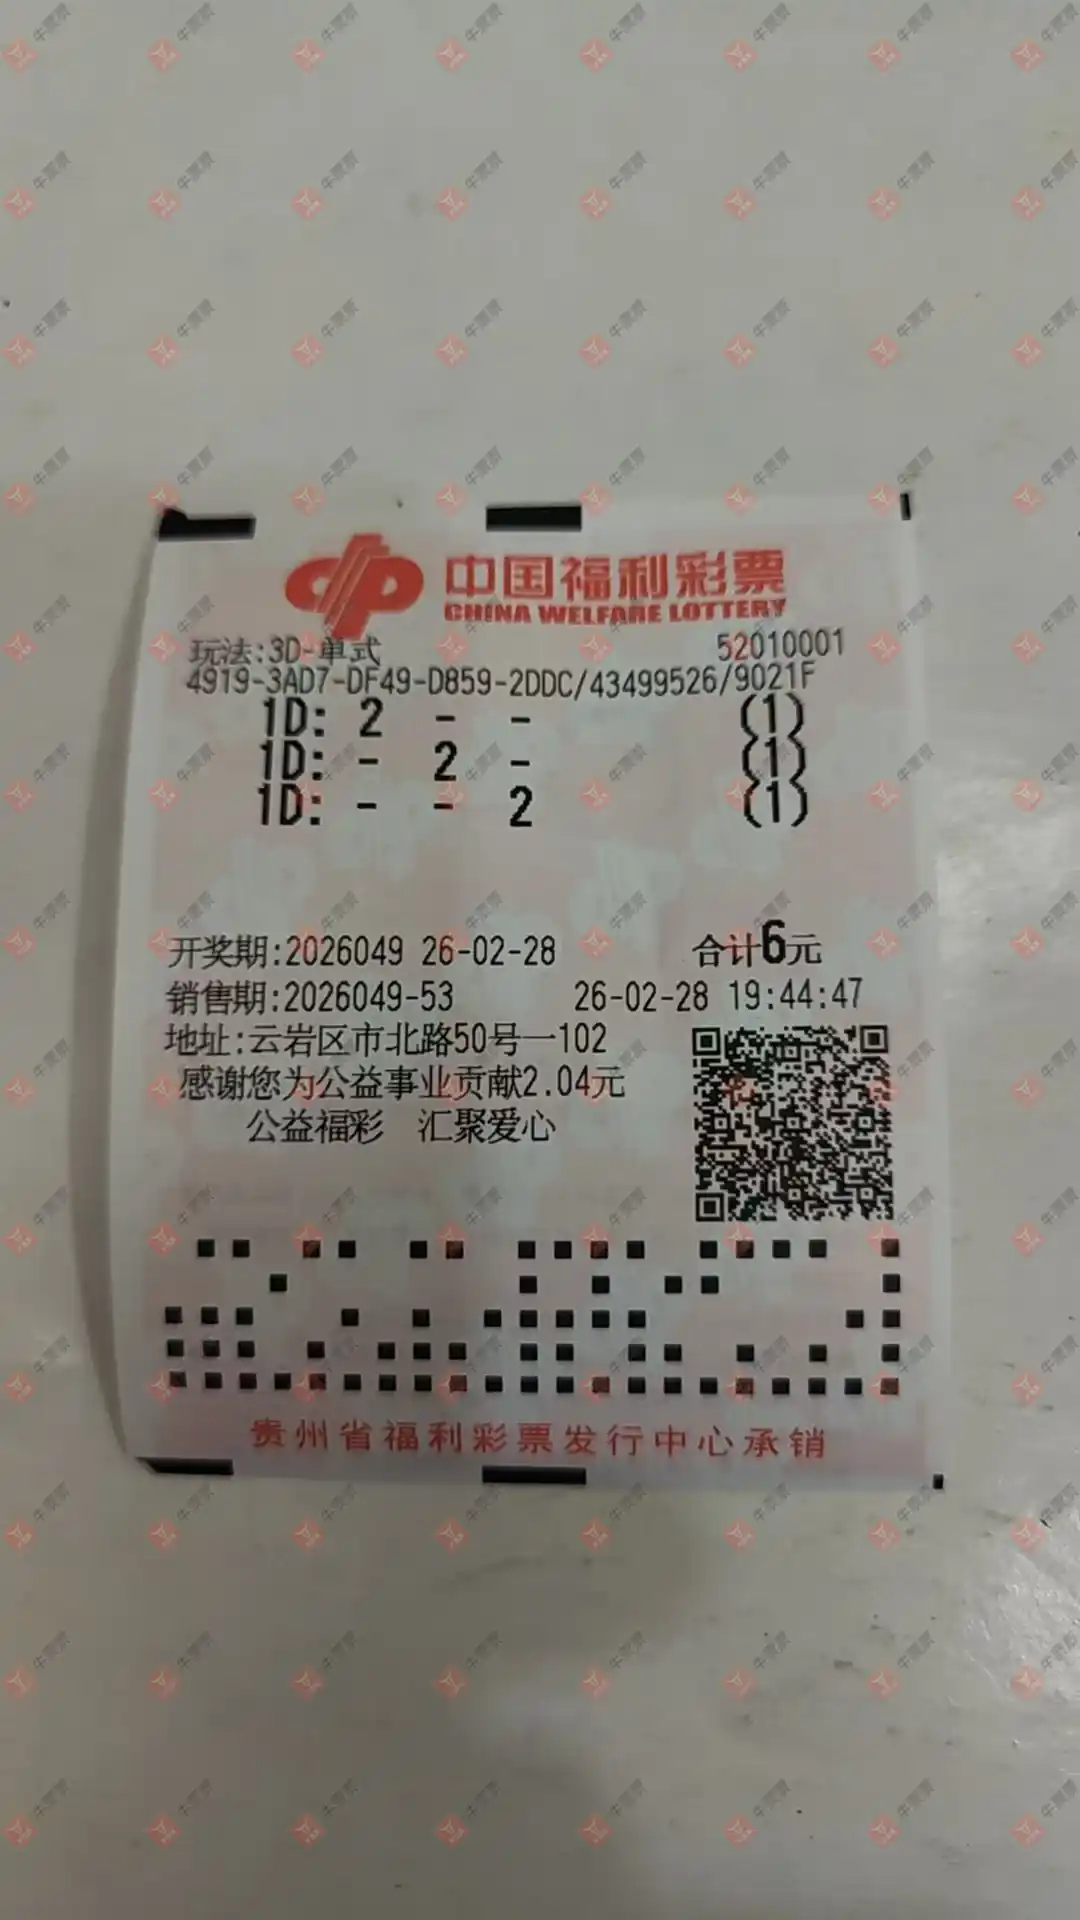 中国福利彩票
CHINA WELFARE LOTTERY
玩法:3D-单式 52010001
4919-3AD7-DF49-D859-2DDC/43499526/9021F
1D: 2 - - (1)
1D: - 2 - (1)
1D: - - 2 (1)
开奖期:2026049 26-02-28 合计6元
销售期:2026049-53 26-02-28 19:44:47
地址:云岩区市北路50号一102
感谢您为公益事业贡献2.04元
公益福彩 汇聚爱心
贵州省福利彩票发行中心承销